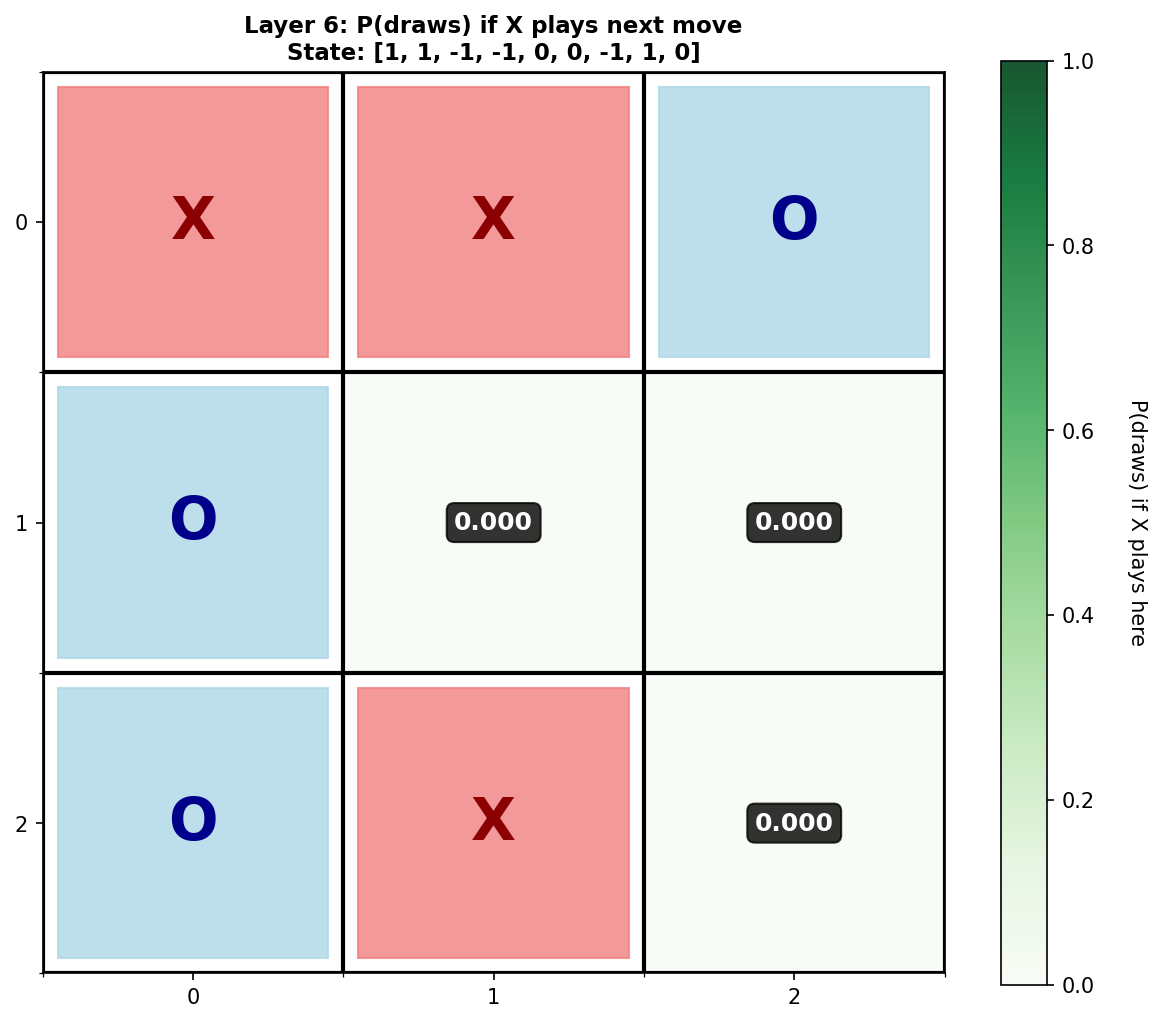 Layer 6: P(draws) if X plays next move
State: [1, 1, -1, -1, 0, 0, -1, 1, 0]
X
X
O
O
0.000
0.000
O
X
0.000
0
1
2
0
1
2
1.0
0.8
0.6
0.4
0.2
0.0
P(draws) if X plays here